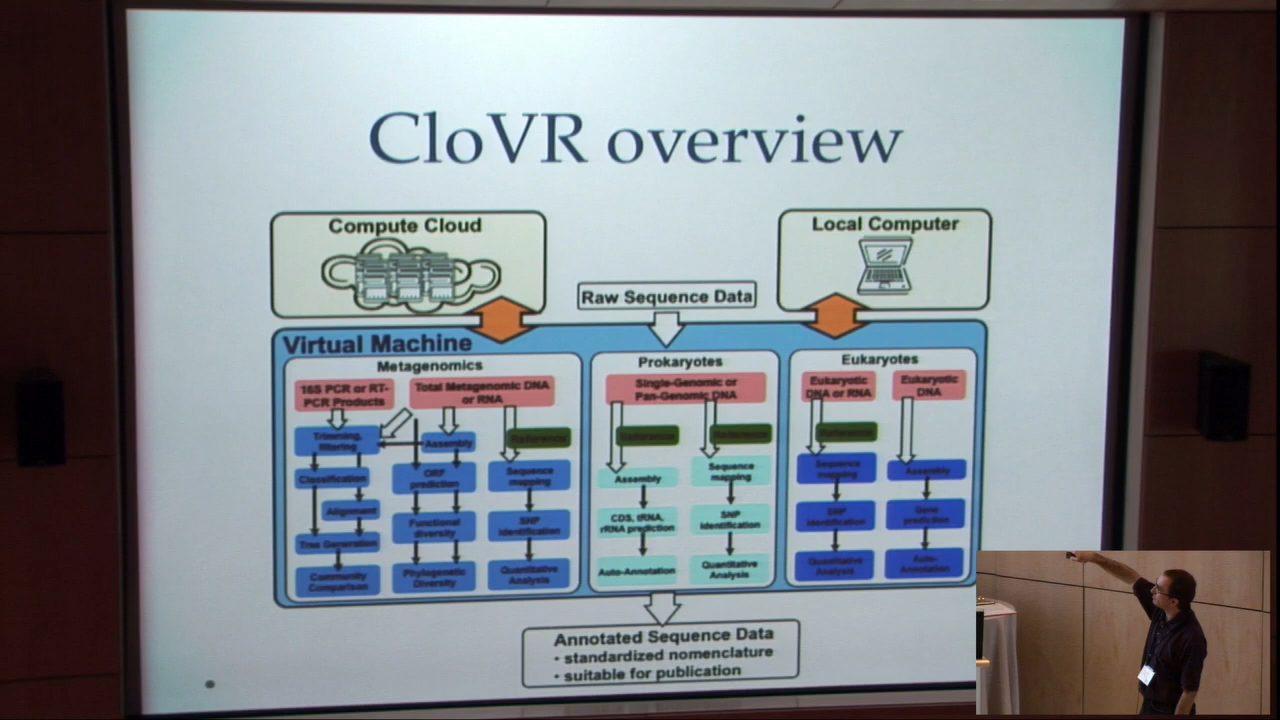 CloVR overview
Compute Cloud
Local Computer
Raw Sequence Data
Virtual Machine
Metagenomics
16S PCR or RT-
PCR Products
Total Metagenomic DNA
or RNA
Trimming,
filtering
Assembly
Reference
Classification
ORF
prediction
Sequence
mapping
Alignment
Functional
diversity
SNP
Identification
Tree Generation
Community
Comparison
Phylogenetic
Diversity
Quantitative
Analysis
Prokaryotes
Single-Genomic or
Pan-Genomic DNA
Reference
Reference
Assembly
Sequence
mapping
CDS, tRNA,
rRNA prediction
SNP
Identification
Auto-Annotation
Quantitative
Analysis
Eukaryotes
Eukaryotic
DNA or RNA
Eukaryotic
DNA
Reference
Sequence
mapping
Assembly
SNP
Identification
Gene
prediction
Quantitative
Analysis
Auto-
Annotation
Annotated Sequence Data
• standardized nomenclature
• suitable for publication